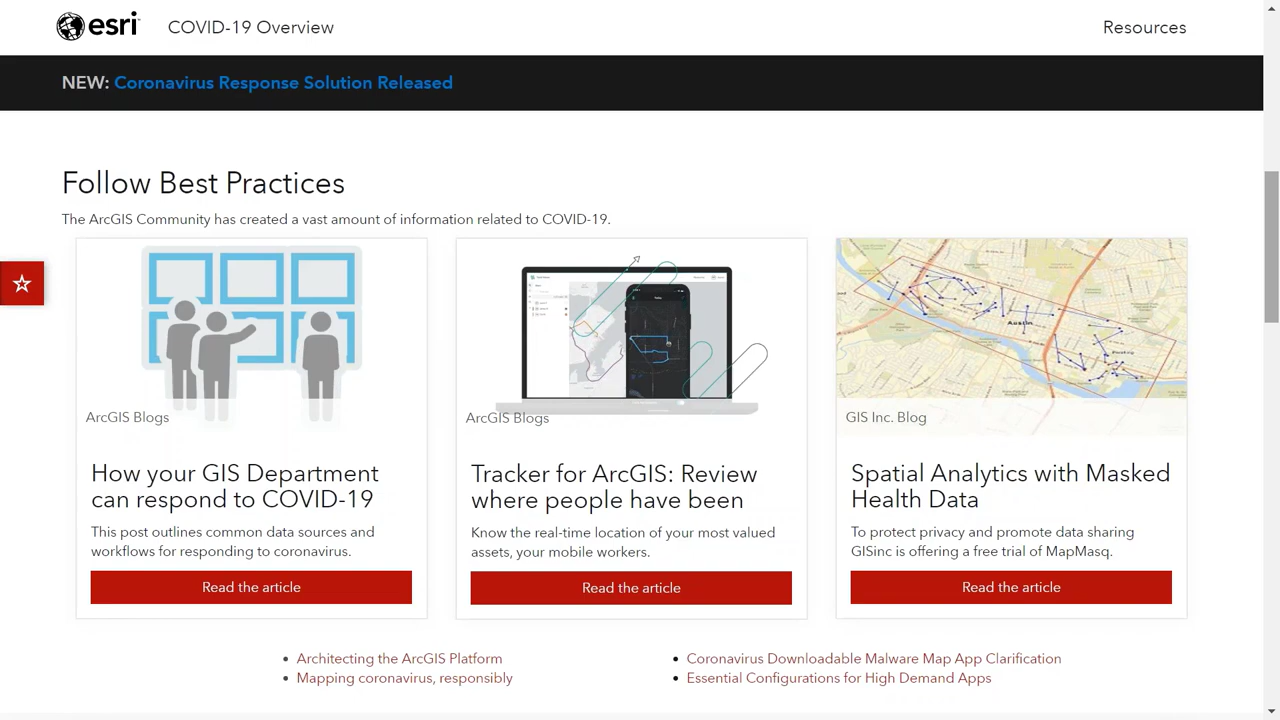 esri
COVID-19 Overview
Resources
NEW: Coronavirus Response Solution Released
Follow Best Practices
The ArcGIS Community has created a vast amount of information related to COVID-19.
ArcGIS Blogs
How your GIS Department
can respond to COVID-19
This post outlines common data sources and
workflows for responding to coronavirus.
Read the article
ArcGIS Blogs
Tracker for ArcGIS: Review
where people have been
Know the real-time location of your most valued
assets, your mobile workers.
Read the article
Austin
GIS Inc. Blog
Spatial Analytics with Masked
Health Data
To protect privacy and promote data sharing
GISinc is offering a free trial of MapMasq.
Read the article
• Architecting the ArcGIS Platform
• Mapping coronavirus, responsibly
• Coronavirus Downloadable Malware Map App Clarification
• Essential Configurations for High Demand Apps